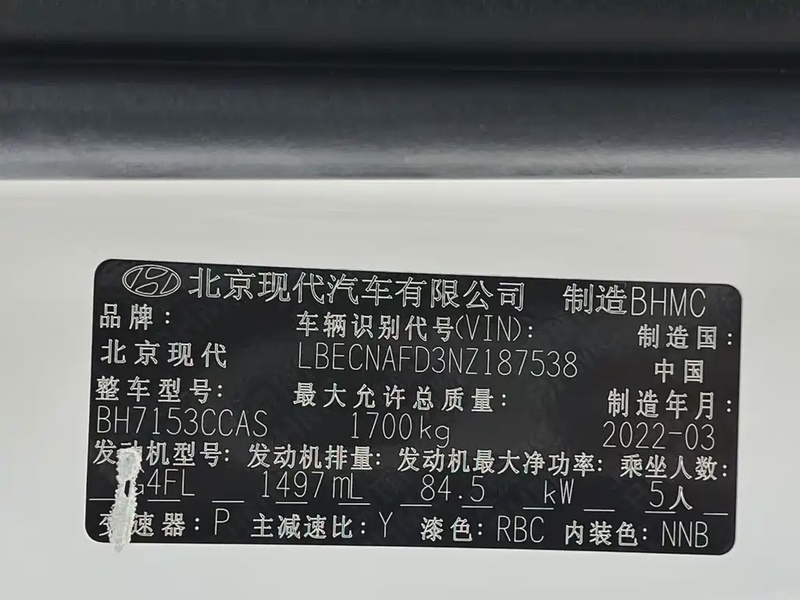 北京现代汽车有限公司 制造BHMC
品牌: 车辆识别代号(VIN): 制造国:
北京现代 LBECNAFD3NZ187538 中国
整车型号: 最大允许总质量: 制造年月:
BH7153CCAS 1700kg 2022-03
发动机型号: 发动机排量: 发动机最大净功率: 乘坐人数:
G4FL 1497mL 84.5 kW 5人
变速器: P 主减速比: Y 漆色: RBC 内装色: NNB